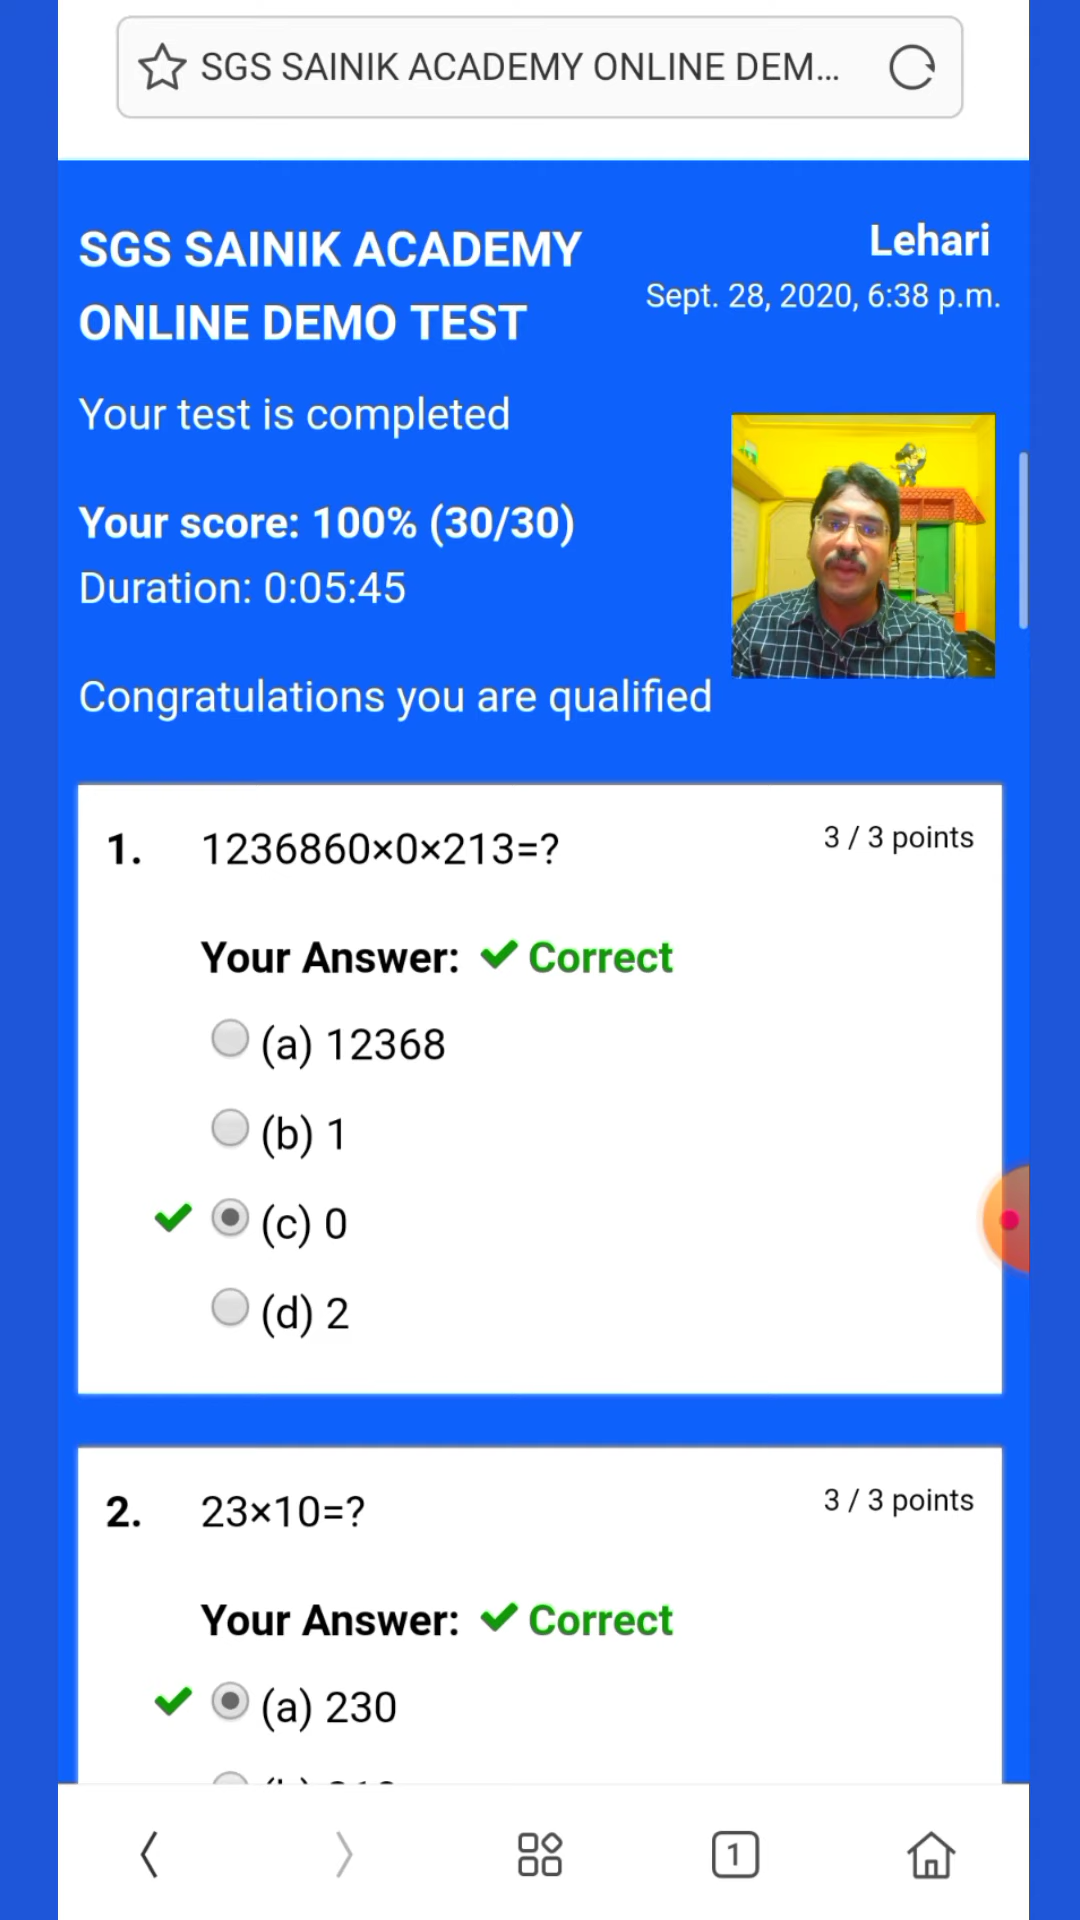 SGS SAINIK ACADEMY ONLINE DEM...
SGS SAINIK ACADEMY
ONLINE DEMO TEST
Lehari
Sept. 28, 2020, 6:38 p.m.
Your test is completed
Your score: 100% (30/30)
Duration: 0:05:45
Congratulations you are qualified
1. 1236860×0×213=?
3 / 3 points
Your Answer: ✔ Correct
(a) 12368
(b) 1
✔ (c) 0
(d) 2
2. 23×10=?
3 / 3 points
Your Answer: ✔ Correct
✔ (a) 230
1